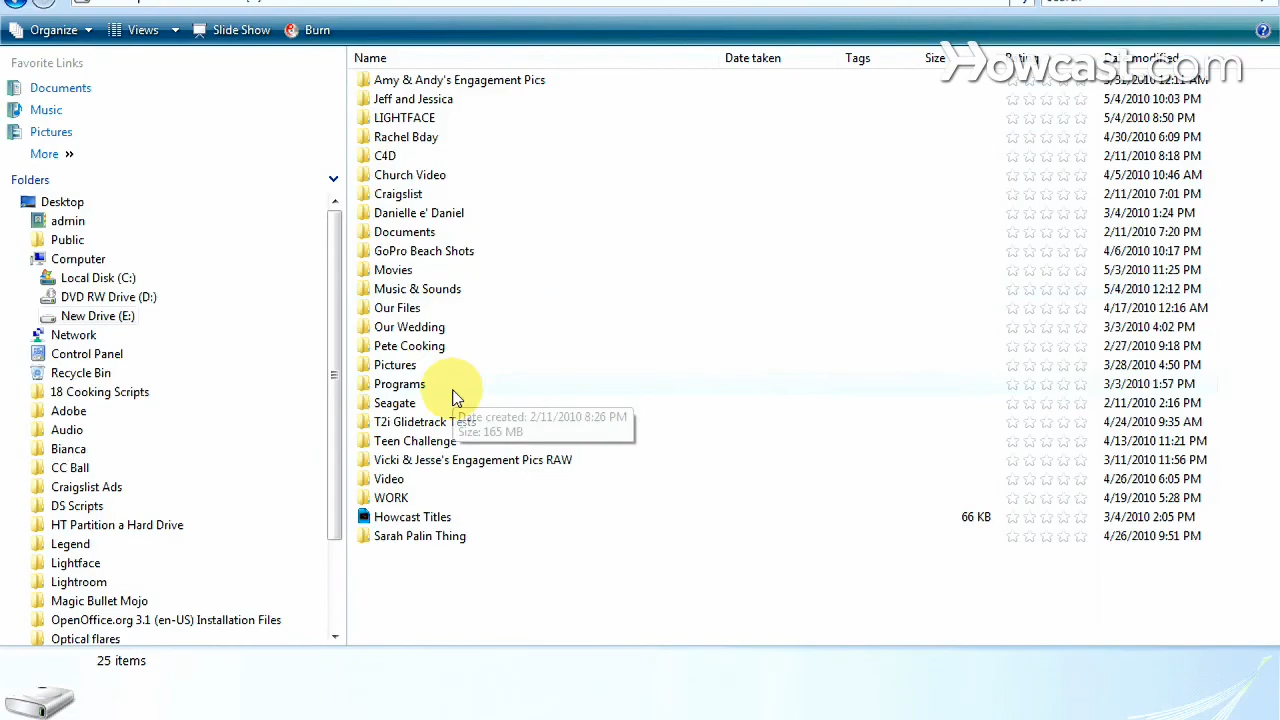 Organize Views Slide Show Burn
Howcast.com
Favorite Links
Documents
Music
Pictures
More »
Folders
Desktop
admin
Public
Computer
Local Disk (C:)
DVD RW Drive (D:)
New Drive (E:)
Network
Control Panel
Recycle Bin
18 Cooking Scripts
Adobe
Audio
Bianca
CC Ball
Craigslist Ads
DS Scripts
HT Partition a Hard Drive
Legend
Lightface
Lightroom
Magic Bullet Mojo
OpenOffice.org 3.1 (en-US) Installation Files
Optical flares
Name Date taken Tags Size Rating Date modified
Amy & Andy's Engagement Pics 12:11 AM
Jeff and Jessica 5/4/2010 10:03 PM
LIGHTFACE 5/4/2010 8:50 PM
Rachel Bday 4/30/2010 6:09 PM
C4D 2/11/2010 8:18 PM
Church Video 4/5/2010 10:46 AM
Craigslist 2/11/2010 7:01 PM
Danielle e' Daniel 3/4/2010 1:24 PM
Documents 2/11/2010 7:20 PM
GoPro Beach Shots 4/6/2010 10:17 PM
Movies 5/3/2010 11:25 PM
Music & Sounds 5/4/2010 12:12 PM
Our Files 4/17/2010 12:16 AM
Our Wedding 3/3/2010 4:02 PM
Pete Cooking 2/27/2010 9:18 PM
Pictures 3/28/2010 4:50 PM
Programs 3/3/2010 1:57 PM
Seagate 2/11/2010 2:16 PM
Date created: 2/11/2010 8:26 PM
Size: 165 MB
T2i Glidetrack Tests 4/24/2010 9:35 AM
Teen Challenge 4/13/2010 11:21 PM
Vicki & Jesse's Engagement Pics RAW 3/11/2010 11:56 PM
Video 4/26/2010 6:05 PM
WORK 4/19/2010 5:28 PM
Howcast Titles 66 KB 3/4/2010 2:05 PM
Sarah Palin Thing 4/26/2010 9:51 PM
25 items